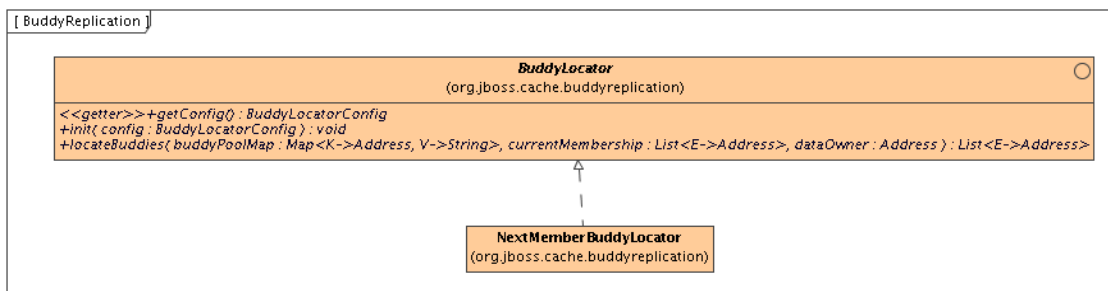 [ BuddyReplication ]
BuddyLocator
(org.jboss.cache.buddyreplication)
<<getter>>+getConfig() : BuddyLocatorConfig
+init( config : BuddyLocatorConfig ) : void
+locateBuddies( buddyPoolMap : Map<K->Address, V->String>, currentMembership : List<E->Address>, dataOwner : Address ) : List<E->Address>
NextMemberBuddyLocator
(org.jboss.cache.buddyreplication)